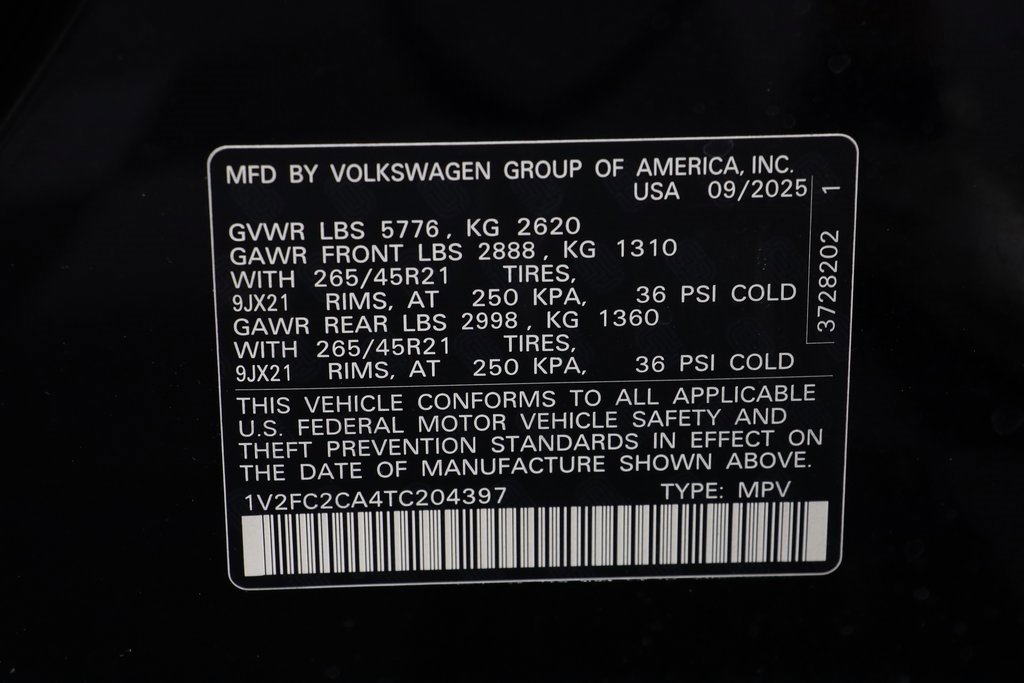 MFD BY VOLKSWAGEN GROUP OF AMERICA, INC.
USA 09/2025
GVWR LBS 5776, KG 2620
GAWR FRONT LBS 2888, KG 1310
WITH 265/45R21 TIRES,
9JX21 RIMS, AT 250 KPA, 36 PSI COLD
GAWR REAR LBS 2998, KG 1360
WITH 265/45R21 TIRES,
9JX21 RIMS, AT 250 KPA, 36 PSI COLD
3728202 1
THIS VEHICLE CONFORMS TO ALL APPLICABLE
U.S. FEDERAL MOTOR VEHICLE SAFETY AND
THEFT PREVENTION STANDARDS IN EFFECT ON
THE DATE OF MANUFACTURE SHOWN ABOVE.
1V2FC2CA4TC204397 TYPE: MPV